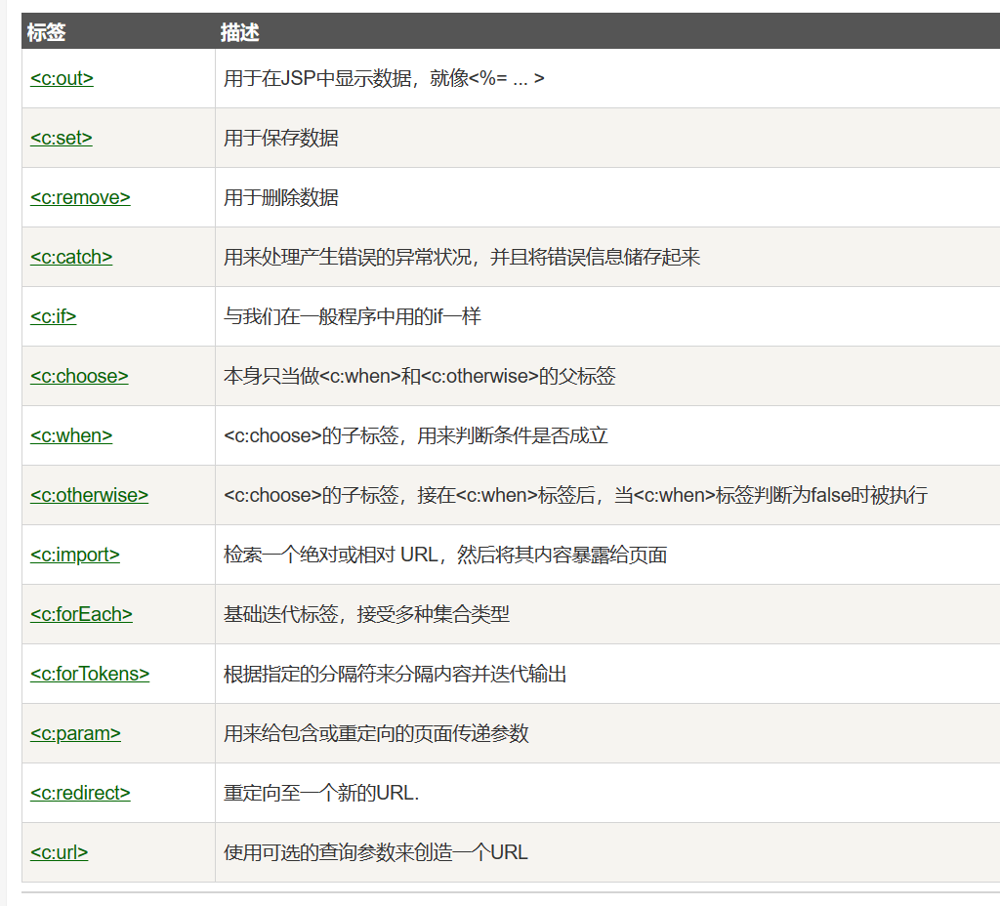 标签 描述
<c:out> 用于在JSP中显示数据，就像<%= ... >
<c:set> 用于保存数据
<c:remove> 用于删除数据
<c:catch> 用来处理产生错误的异常状况，并且将错误信息储存起来
<c:if> 与我们在一般程序中用的if一样
<c:choose> 本身只当做<c:when>和<c:otherwise>的父标签
<c:when> <c:choose>的子标签，用来判断条件是否成立
<c:otherwise> <c:choose>的子标签，接在<c:when>标签后，当<c:when>标签判断为false时被执行
<c:import> 检索一个绝对或相对 URL，然后将其内容暴露给页面
<c:forEach> 基础迭代标签，接受多种集合类型
<c:forTokens> 根据指定的分隔符来分隔内容并迭代输出
<c:param> 用来给包含或重定向的页面传递参数
<c:redirect> 重定向至一个新的URL.
<c:url> 使用可选的查询参数来创造一个URL